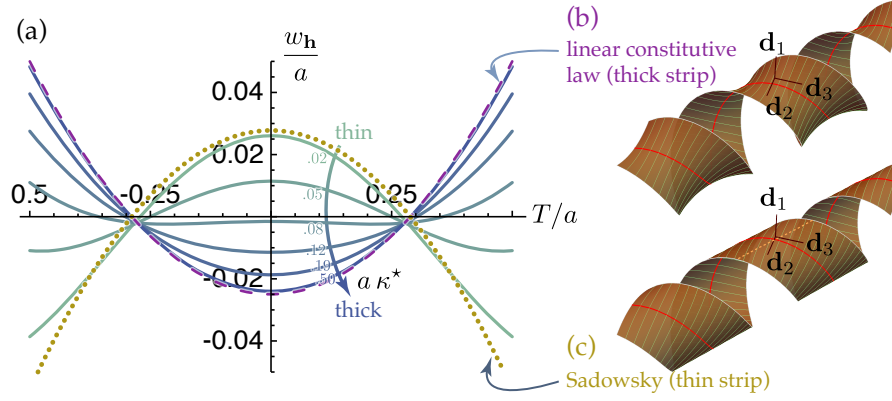 (a)
w_h
a
0.04
0.02
-0.02
-0.04
0.5
-0.25
0.25
T/a
thin
.02
.05
.08
.12
.19
.50
a κ⋆
thick
(b)
linear constitutive
law (thick strip)
d₁
d₃
d₂
d₁
d₃
d₂
(c)
Sadowsky (thin strip)